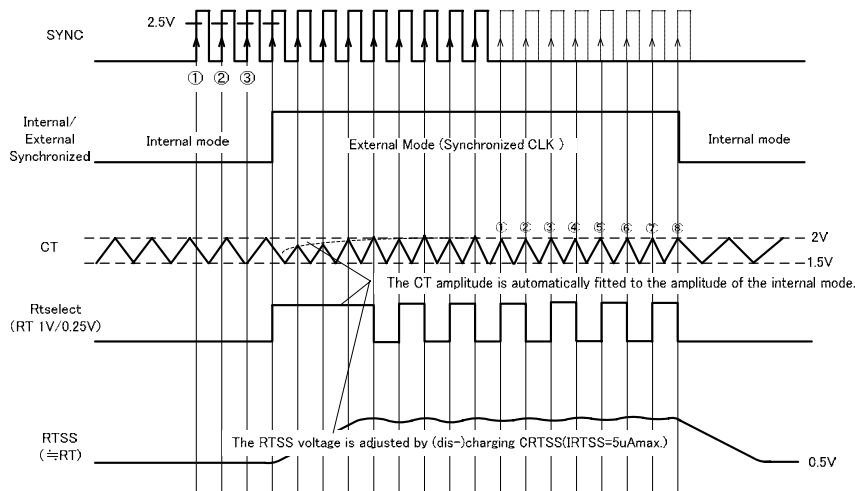 2.5V
SYNC
① ② ③
Internal/
External
Synchronized
Internal mode
External Mode (Synchronized CLK )
Internal mode
① ② ③ ④ ⑤ ⑥ ⑦ ⑧
CT
2V
1.5V
The CT amplitude is automatically fitted to the amplitude of the internal mode.
Rtselect
(RT 1V/0.25V)
The RTSS voltage is adjusted by (dis-)charging CRTSS(IRTSS=5uAmax.)
RTSS
(≒RT)
0.5V